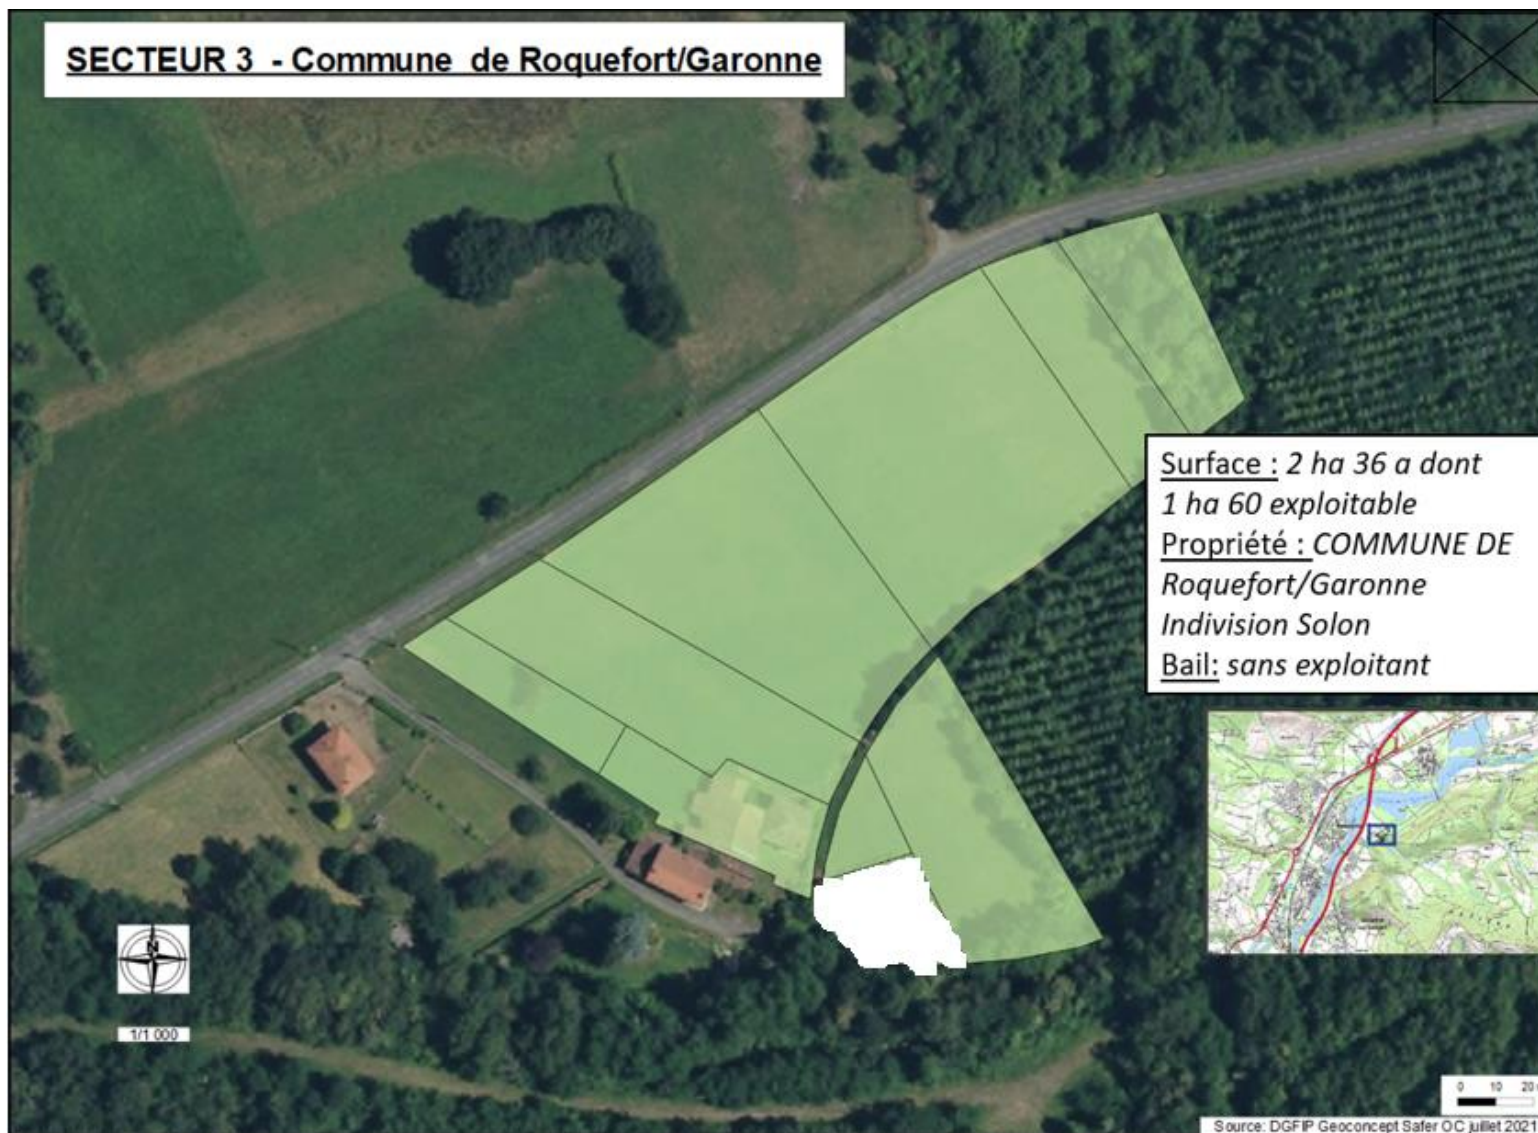 SECTEUR 3 - Commune de Roquefort/Garonne
Surface : 2 ha 36 a dont
1 ha 60 exploitable
Propriété : COMMUNE DE
Roquefort/Garonne
Indivision Solon
Bail: sans exploitant
N
1/1 000
0 10 20
Source: DGFIP Geoconcept Safer OC juillet 2021